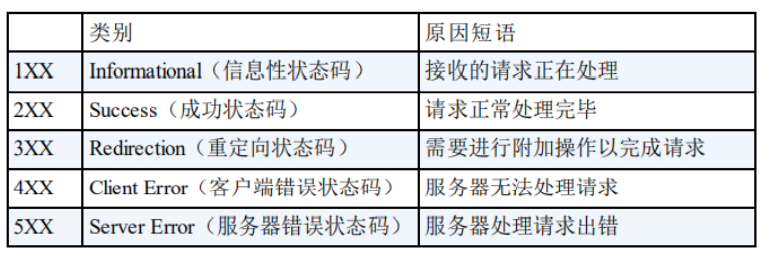 类别 原因短语
1XX Informational（信息性状态码） 接收的请求正在处理
2XX Success（成功状态码） 请求正常处理完毕
3XX Redirection（重定向状态码） 需要进行附加操作以完成请求
4XX Client Error（客户端错误状态码） 服务器无法处理请求
5XX Server Error（服务器错误状态码） 服务器处理请求出错